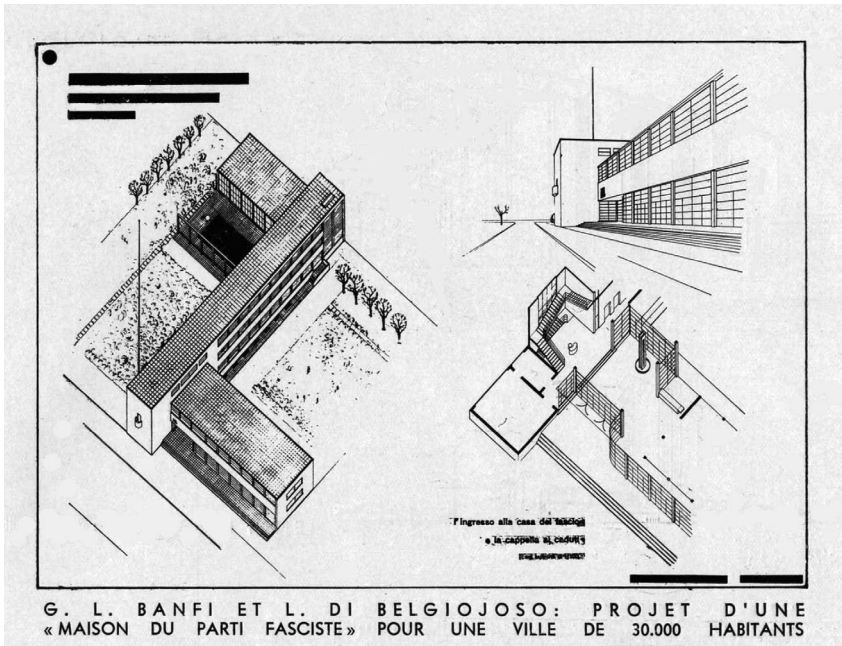 l'ingresso alla casa del fascio
e la cappella ai caduti
G. L. BANFI ET L. DI BELGIOJOSO: PROJET D'UNE
« MAISON DU PARTI FASCISTE » POUR UNE VILLE DE 30.000 HABITANTS